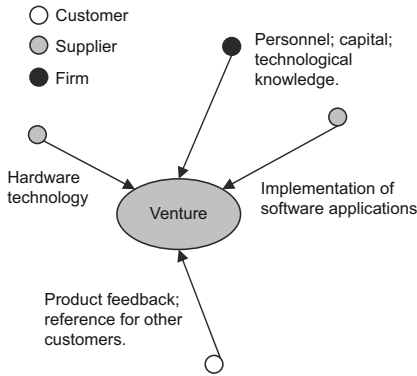 Customer
Supplier
Firm
Personnel; capital;
technological
knowledge.
Hardware
technology
Venture
Implementation of
software applications
Product feedback;
reference for other
customers.